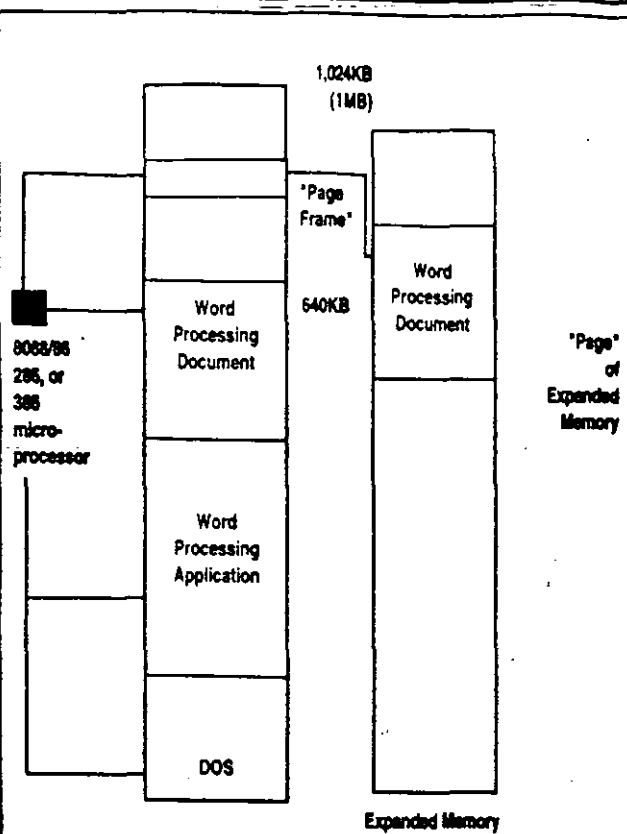 1,024KB
(1MB)
"Page
Frame"
Word
Processing
Document
640KB
Word
Processing
Document
"Page"
of
Expanded
Memory
8088/86
286, or
386
micro-
processor
Word
Processing
Application
DOS
Expanded Memory